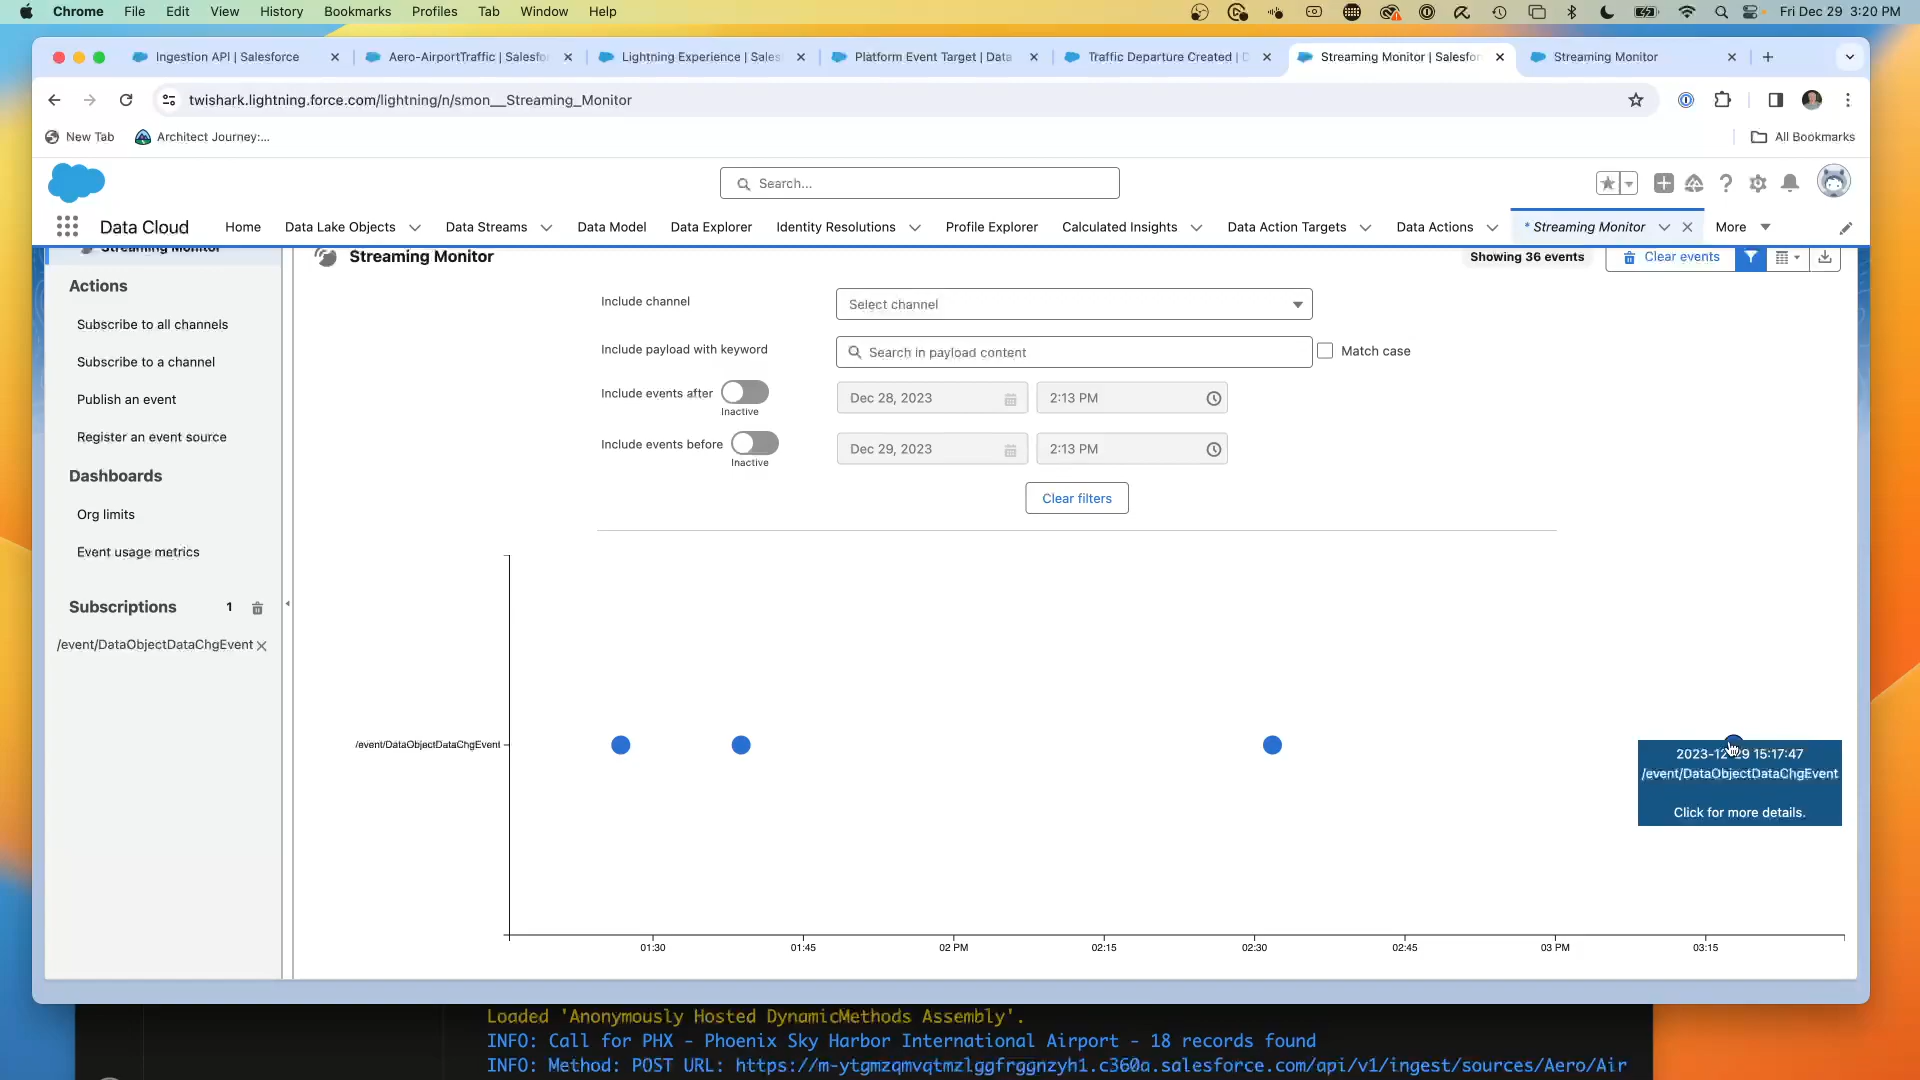 Chrome File Edit View History Bookmarks Profiles Tab Window Help Fri Dec 29 3:20 PM
Ingestion API | Salesforce
Aero-AirportTraffic | Salesfo
Lightning Experience | Sales
Platform Event Target | Data
Traffic Departure Created | D
Streaming Monitor | Salesfor
Streaming Monitor
twishark.lightning.force.com/lightning/n/smon__Streaming_Monitor
New Tab Architect Journey:... All Bookmarks
Search...
Data Cloud Home Data Lake Objects Data Streams Data Model Data Explorer Identity Resolutions Profile Explorer Calculated Insights Data Action Targets Data Actions * Streaming Monitor More
Streaming Monitor
Actions
Subscribe to all channels
Subscribe to a channel
Publish an event
Register an event source
Dashboards
Org limits
Event usage metrics
Subscriptions 1
/event/DataObjectDataChgEvent
Streaming Monitor Showing 36 events Clear events
Include channel Select channel
Include payload with keyword Search in payload content Match case
Include events after Dec 28, 2023 2:13 PM
Inactive
Include events before Dec 29, 2023 2:13 PM
Inactive
Clear filters
/event/DataObjectDataChgEvent
2023-12-29 15:17:47
/event/DataObjectDataChgEvent
Click for more details.
01:30 01:45 02 PM 02:15 02:30 02:45 03 PM 03:15
Loaded 'Anonymously Hosted DynamicMethods Assembly'.
INFO: Call for PHX - Phoenix Sky Harbor International Airport - 18 records found
INFO: Method: POST URL: https://m-ytgmzqmvqtmzlggfrggnzyh1.c360a.salesforce.com/api/v1/ingest/sources/Aero/Air